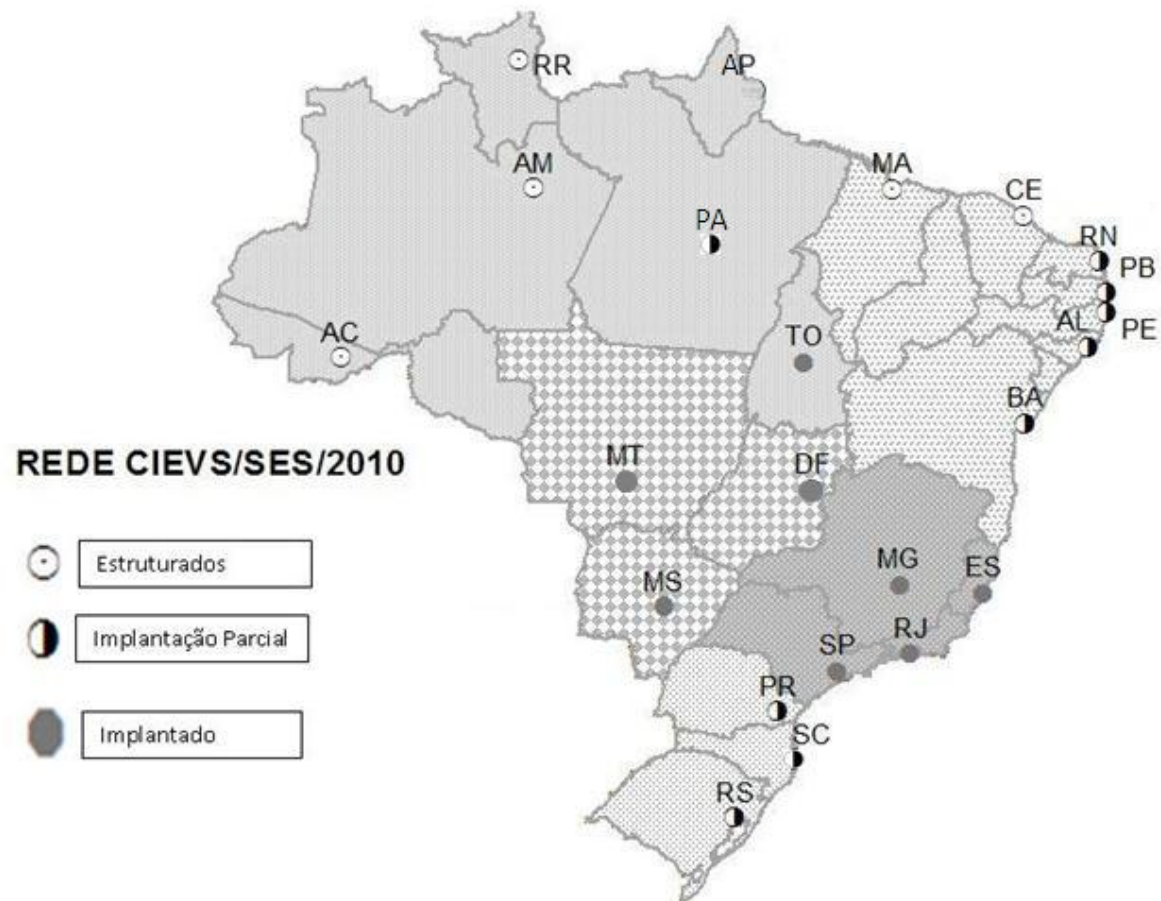 RR
AP
AM
MA
CE
PA
RN
PB
AC
TO
AL
PE
BA
REDE CIEVS/SES/2010
MT
DF
Estruturados
MS
MG
ES
Implantação Parcial
SP
RJ
PR
Implantado
SC
RS